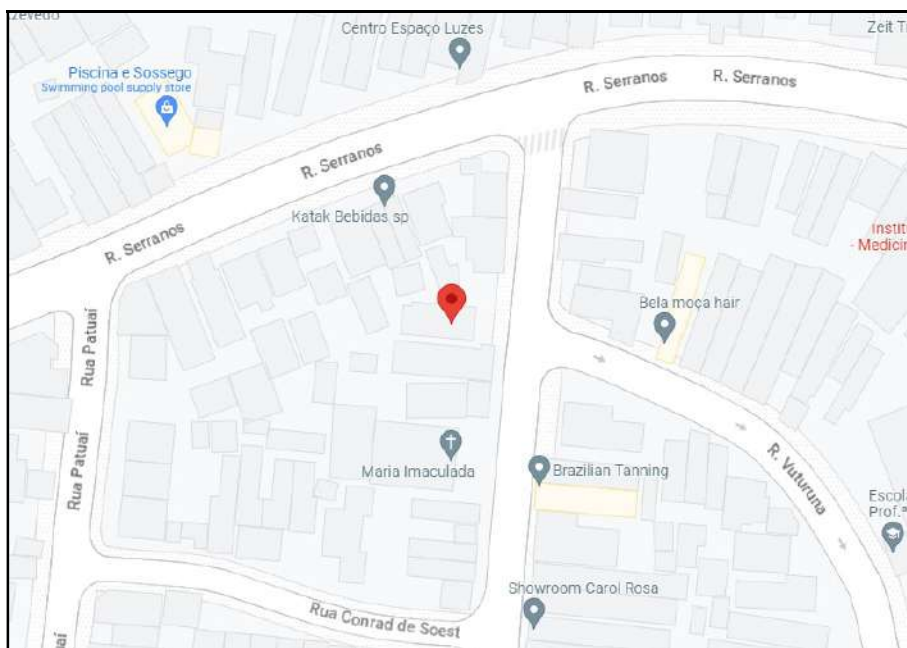 Centro Espaço Luzes
Piscina e Sossego
Swimming pool supply store
R. Serranos
R. Serranos
R. Serranos
R. Serranos
Katak Bebidas sp
Bela moça hair
Rua Patuaí
Rua Patuaí
Maria Imaculada
Brazilian Tanning
R. Vuturuna
Prof.ª
Showroom Carol Rosa
Rua Conrad de Soest